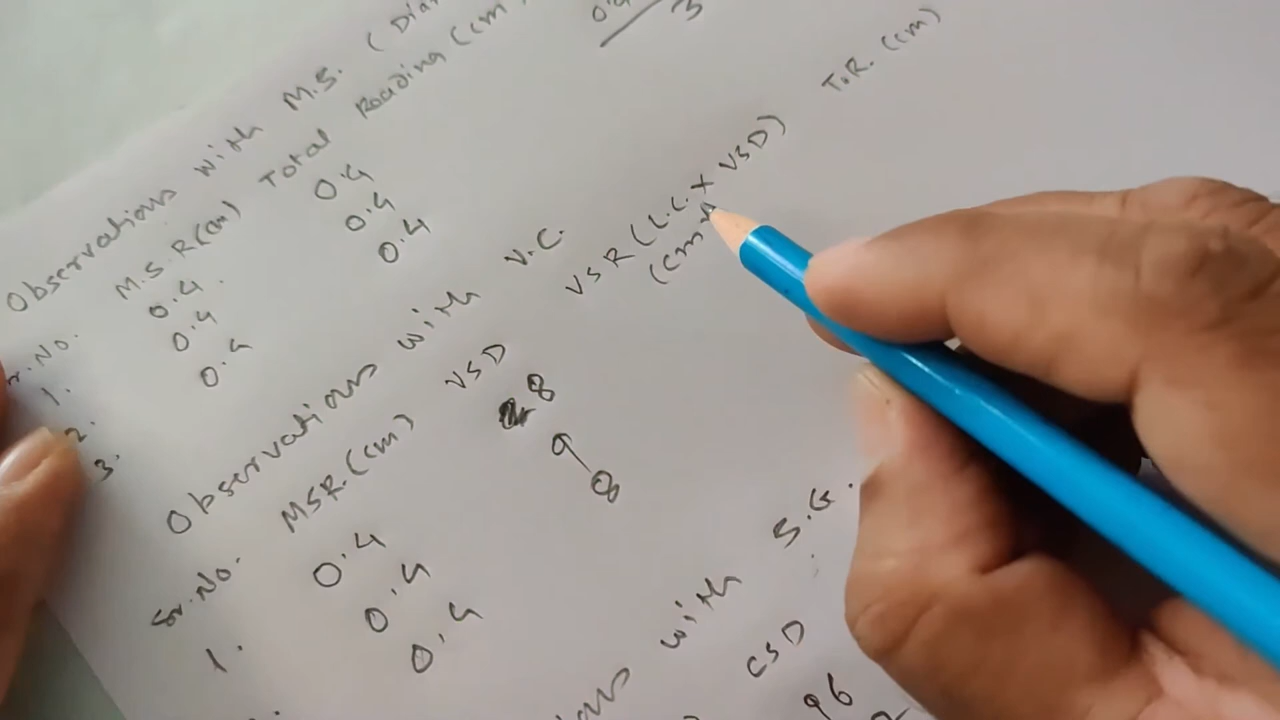 Observations with M.S. (Dia
Sr.No. M.S.R(cm) Total Reading (cm)
1. 0.4 0.4
2. 0.4 0.4
3. 0.4 0.4
3
Observations with V.C.
Sr.No. MSR.(cm) VSD VSR (L.C. X VSD) T.R. (cm)
(cm
1. 0.4 8
0.4 9
0.4 8
with S.G.
CSD
96